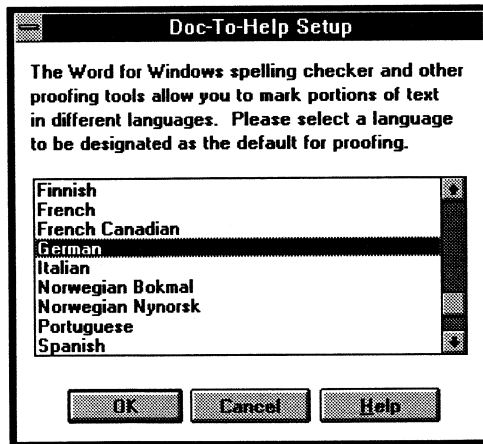 Doc-To-Help Setup
The Word for Windows spelling checker and other
proofing tools allow you to mark portions of text
in different languages.  Please select a language
to be designated as the default for proofing.
Finnish
French
French Canadian
German
Italian
Norwegian Bokmal
Norwegian Nynorsk
Portuguese
Spanish
OK Cancel Help